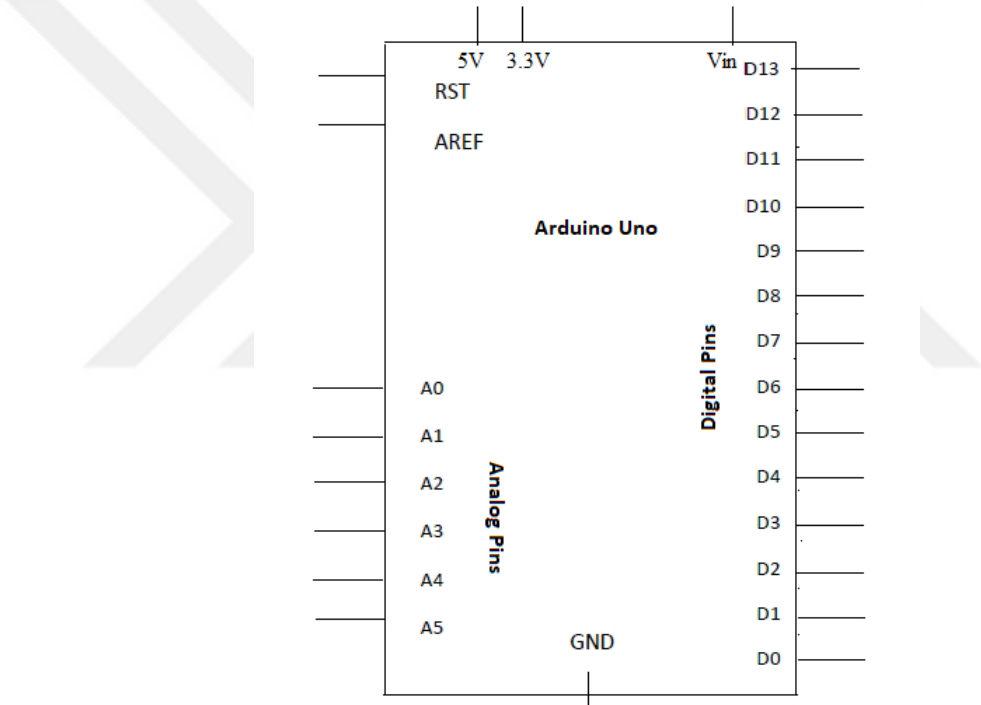 5V 3.3V Vin
RST
AREF
Arduino Uno
A0
A1
A2
A3
A4
A5
Analog Pins
Digital Pins
D13
D12
D11
D10
D9
D8
D7
D6
D5
D4
D3
D2
D1
D0
GND